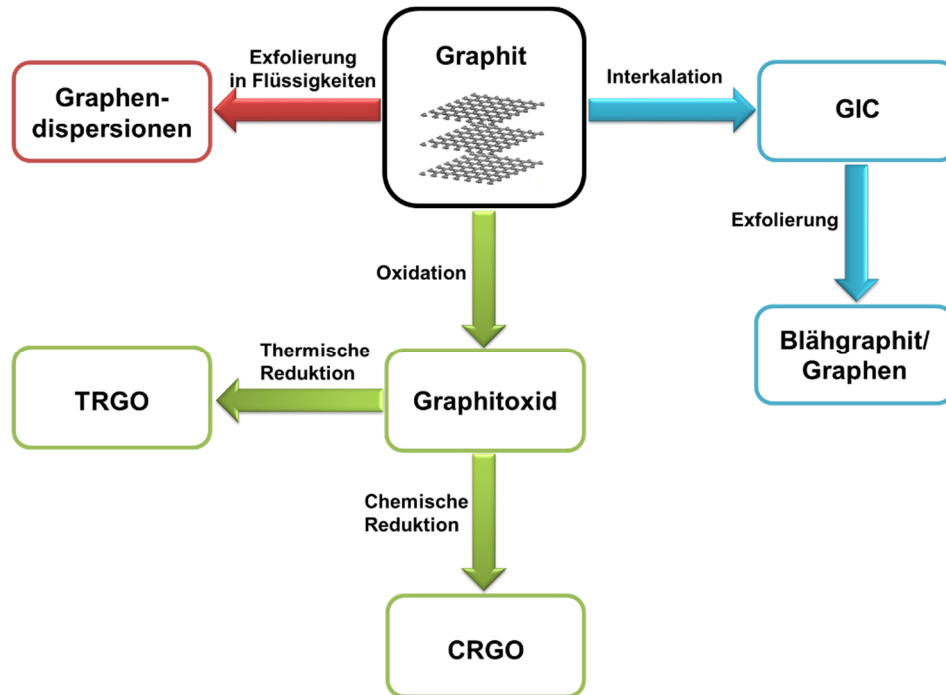 Graphit
Exfolierung
in Flüssigkeiten
Interkalation
Graphen-
dispersionen
GIC
Exfolierung
Oxidation
Blähgraphit/
Graphen
Thermische
Reduktion
TRGO
Graphitoxid
Chemische
Reduktion
CRGO